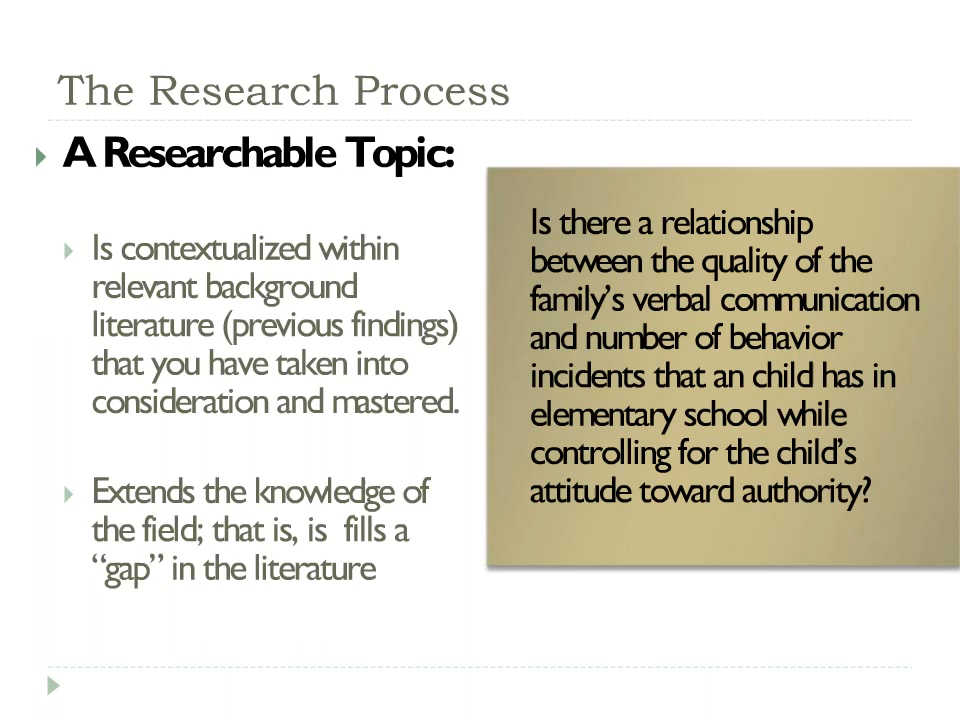 The Research Process
A Researchable Topic:
Is contextualized within
relevant background
literature (previous findings)
that you have taken into
consideration and mastered.
Extends the knowledge of
the field; that is, is fills a
“gap” in the literature
Is there a relationship
between the quality of the
family’s verbal communication
and number of behavior
incidents that an child has in
elementary school while
controlling for the child’s
attitude toward authority?